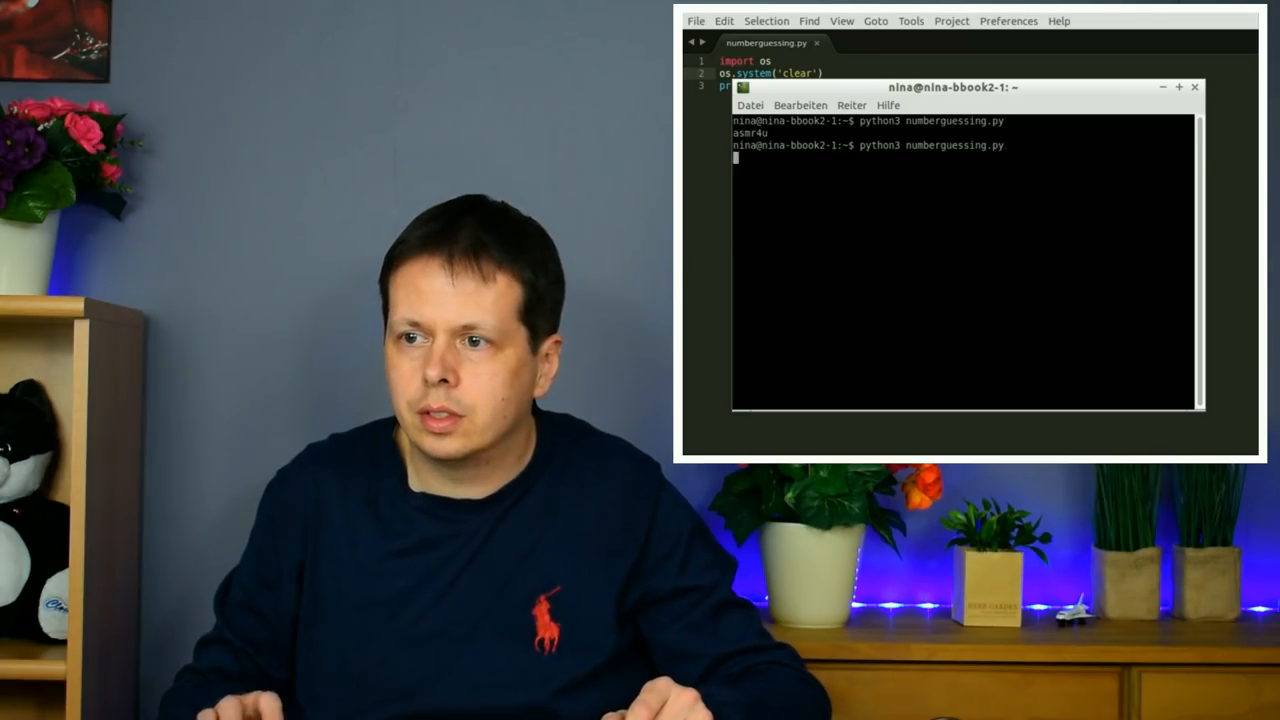 File Edit Selection Find View Goto Tools Project Preferences Help
numberguessing.py
1 import os
2 os.system('clear')
3 pr
nina@nina-bbook2-1: ~
Datei Bearbeiten Reiter Hilfe
nina@nina-bbook2-1:~$ python3 numberguessing.py
asmr4u
nina@nina-bbook2-1:~$ python3 numberguessing.py
HERB GARDEN